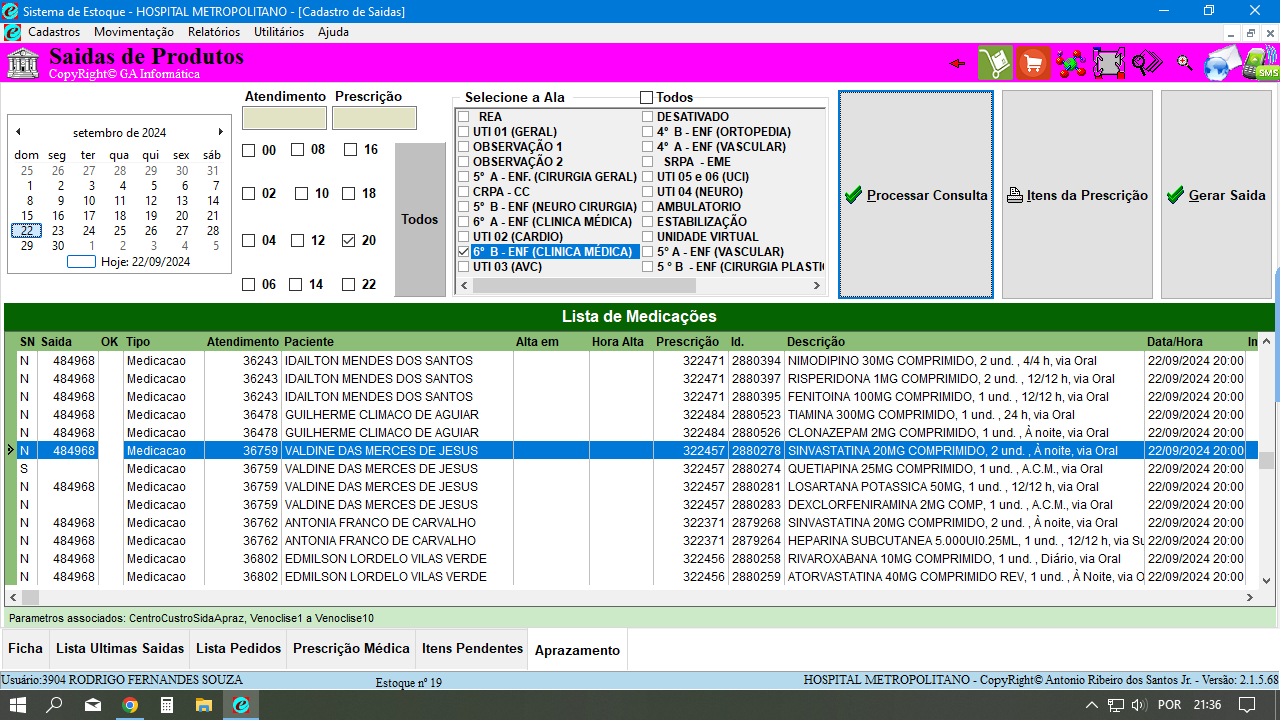 Sistema de Estoque - HOSPITAL METROPOLITANO - [Cadastro de Saidas]
Cadastros Movimentação Relatórios Utilitários Ajuda
Saidas de Produtos
CopyRight© GA Informática
SMS
Atendimento Prescrição
Selecione a Ala Todos
setembro de 2024
dom seg ter qua qui sex sáb
25 26 27 28 29 30 31
1 2 3 4 5 6 7
8 9 10 11 12 13 14
15 16 17 18 19 20 21
22 23 24 25 26 27 28
29 30 1 2 3 4 5
Hoje: 22/09/2024
00 08 16
02 10 18
04 12 20
06 14 22
Todos
REA
UTI 01 (GERAL)
OBSERVAÇÃO 1
OBSERVAÇÃO 2
5º A - ENF. (CIRURGIA GERAL)
CRPA - CC
5º B - ENF (NEURO CIRURGIA)
6º A - ENF (CLINICA MÉDICA)
UTI 02 (CARDIO)
6º B - ENF (CLINICA MÉDICA)
UTI 03 (AVC)
DESATIVADO
4º B - ENF (ORTOPEDIA)
4º A - ENF (VASCULAR)
SRPA - EME
UTI 05 e 06 (UCI)
UTI 04 (NEURO)
AMBULATORIO
ESTABILIZAÇÃO
UNIDADE VIRTUAL
5º A - ENF (VASCULAR)
5 º B - ENF (CIRURGIA PLASTI
Processar Consulta
Itens da Prescrição
Gerar Saida
Lista de Medicações
SN Saida OK Tipo Atendimento Paciente Alta em Hora Alta Prescrição Id. Descrição Data/Hora In
N 484968 Medicacao 36243 IDAILTON MENDES DOS SANTOS 322471 2880394 NIMODIPINO 30MG COMPRIMIDO, 2 und. , 4/4 h, via Oral 22/09/2024 20:00
N 484968 Medicacao 36243 IDAILTON MENDES DOS SANTOS 322471 2880397 RISPERIDONA 1MG COMPRIMIDO, 2 und. , 12/12 h, via Oral 22/09/2024 20:00
N 484968 Medicacao 36243 IDAILTON MENDES DOS SANTOS 322471 2880395 FENITOINA 100MG COMPRIMIDO, 1 und. , 12/12 h, via Oral 22/09/2024 20:00
N 484968 Medicacao 36478 GUILHERME CLIMACO DE AGUIAR 322484 2880523 TIAMINA 300MG COMPRIMIDO, 1 und. , 24 h, via Oral 22/09/2024 20:00
N 484968 Medicacao 36478 GUILHERME CLIMACO DE AGUIAR 322484 2880526 CLONAZEPAM 2MG COMPRIMIDO, 1 und. , À noite, via Oral 22/09/2024 20:00
N 484968 Medicacao 36759 VALDINE DAS MERCES DE JESUS 322457 2880278 SINVASTATINA 20MG COMPRIMIDO, 2 und. , À noite, via Oral 22/09/2024 20:00
S Medicacao 36759 VALDINE DAS MERCES DE JESUS 322457 2880274 QUETIAPINA 25MG COMPRIMIDO, 1 und. , A.C.M., via Oral 22/09/2024 20:00
N 484968 Medicacao 36759 VALDINE DAS MERCES DE JESUS 322457 2880281 LOSARTANA POTASSICA 50MG, 1 und. , 12/12 h, via Oral 22/09/2024 20:00
N Medicacao 36759 VALDINE DAS MERCES DE JESUS 322457 2880283 DEXCLORFENIRAMINA 2MG COMP, 1 und. , A.C.M., via Oral 22/09/2024 20:00
N 484968 Medicacao 36762 ANTONIA FRANCO DE CARVALHO 322371 2879268 SINVASTATINA 20MG COMPRIMIDO, 2 und. , À noite, via Oral 22/09/2024 20:00
N 484968 Medicacao 36762 ANTONIA FRANCO DE CARVALHO 322371 2879264 HEPARINA SUBCUTANEA 5.000UI0.25ML, 1 und. , 12/12 h, via Su 22/09/2024 20:00
N 484968 Medicacao 36802 EDMILSON LORDELO VILAS VERDE 322456 2880258 RIVAROXABANA 10MG COMPRIMIDO, 1 und. , Diário, via Oral 22/09/2024 20:00
N 484968 Medicacao 36802 EDMILSON LORDELO VILAS VERDE 322456 2880259 ATORVASTATINA 40MG COMPRIMIDO REV, 1 und. , À Noite, via O 22/09/2024 20:00
Parametros associados: CentroCustroSidaApraz, Venoclise1 a Venoclise10
Ficha Lista Ultimas Saidas Lista Pedidos Prescrição Médica Itens Pendentes Aprazamento
Usuário:3904 RODRIGO FERNANDES SOUZA Estoque nº 19 HOSPITAL METROPOLITANO - CopyRight© Antonio Ribeiro dos Santos Jr. - Versão: 2.1.5.68
POR 21:36